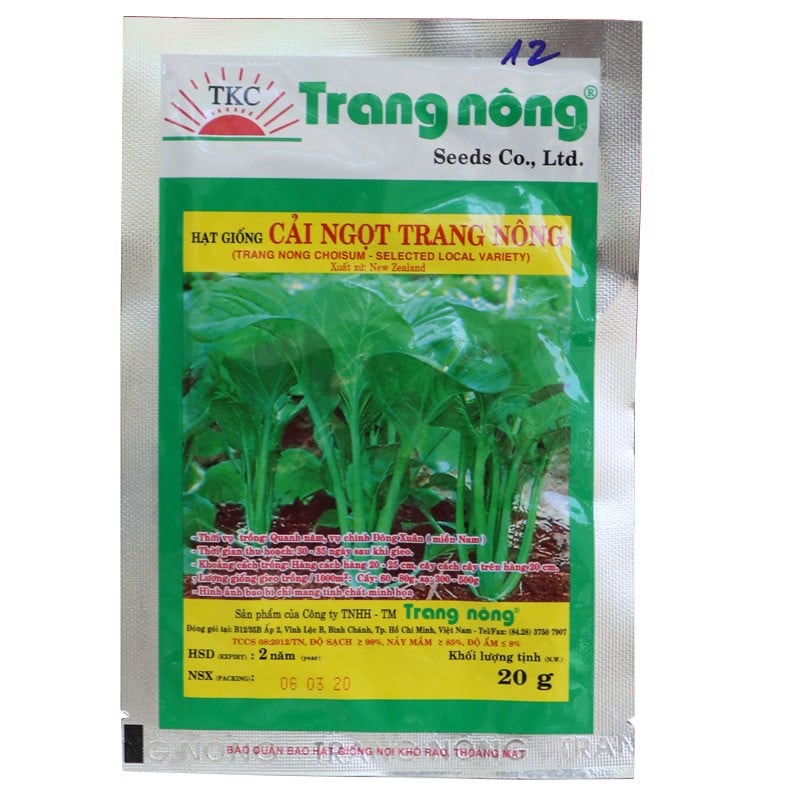 12
TKC Trang nông®
Seeds Co., Ltd.
HẠT GIỐNG CẢI NGỌT TRANG NÔNG
(TRANG NONG CHOISUM - SELECTED LOCAL VARIETY)
Xuất xứ: New Zealand
- Thời vụ trồng: Quanh năm, vụ chính Đông Xuân ( miền Nam )
- Thời gian thu hoạch: 30 - 35 ngày sau khi gieo.
- Khoảng cách trồng: Hàng cách hàng 20 - 25 cm, cây cách cây trên hàng 20 cm.
- Lượng giống gieo trồng / 1000m²: Cấy: 60 - 80g, sạ: 300 - 500g
- Hình ảnh bao bì chỉ mang tính chất minh họa
Sản phẩm của Công ty TNHH - TM Trang nông®
Đóng gói tại: B12/35B Ấp 2, Vĩnh Lộc B, Bình Chánh, Tp. Hồ Chí Minh, Việt Nam - Tel/Fax: (84.28) 3750 7907
TCCS 08:2012/TN, ĐỘ SẠCH ≥ 98%, NẢY MẦM ≥ 85%, ĐỘ ẨM ≤ 8%
HSD (EXPIRY) : 2 năm (year) Khối lượng tịnh (N.W.)
NSX (PACKING) : 06 03 20 20 g
G NÔNG - TRANG NÔNG - TRAN
BẢO QUẢN BAO HẠT GIỐNG NƠI KHÔ RÁO, THOÁNG MÁT